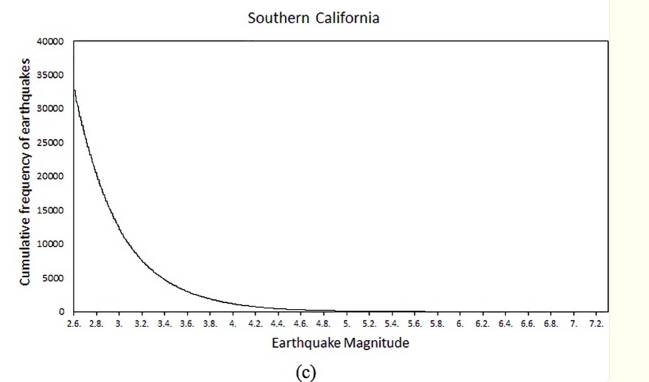 Southern California
Cumulative frequency of earthquakes
40000
35000
30000
25000
20000
15000
10000
5000
0
2.6. 2.8. 3. 3.2. 3.4. 3.6. 3.8. 4. 4.2. 4.4. 4.6. 4.8. 5. 5.2. 5.4. 5.6. 5.8. 6. 6.2. 6.4. 6.6. 6.8. 7. 7.2.
Earthquake Magnitude
(c)